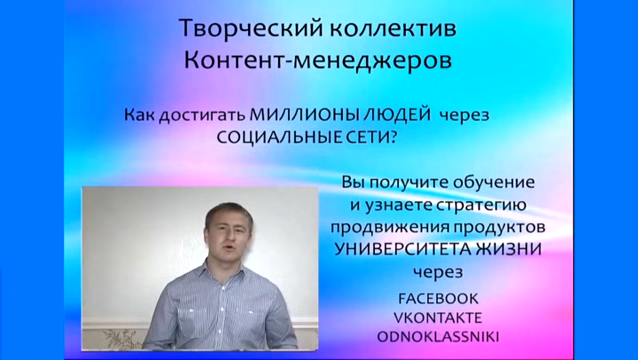 Творческий коллектив
Контент-менеджеров
Как достигать МИЛЛИОНЫ ЛЮДЕЙ через
СОЦИАЛЬНЫЕ СЕТИ?
Вы получите обучение
и узнаете стратегию
продвижения продуктов
УНИВЕРСИТЕТА ЖИЗНИ
через
FACEBOOK
VKONTAKTE
ODNOKLASSNIKI